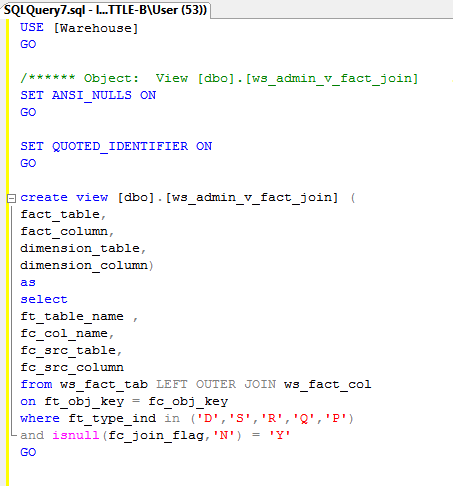 SQLQuery7.sql - l...TTLE-B\User (53))
USE [Warehouse]
GO
/****** Object:  View [dbo].[ws_admin_v_fact_join]
SET ANSI_NULLS ON
GO
SET QUOTED_IDENTIFIER ON
GO
create view [dbo].[ws_admin_v_fact_join] (
fact_table,
fact_column,
dimension_table,
dimension_column)
as
select
ft_table_name ,
fc_col_name,
fc_src_table,
fc_src_column
from ws_fact_tab LEFT OUTER JOIN ws_fact_col
on ft_obj_key = fc_obj_key
where ft_type_ind in ('D','S','R','Q','P')
and isnull(fc_join_flag,'N') = 'Y'
GO